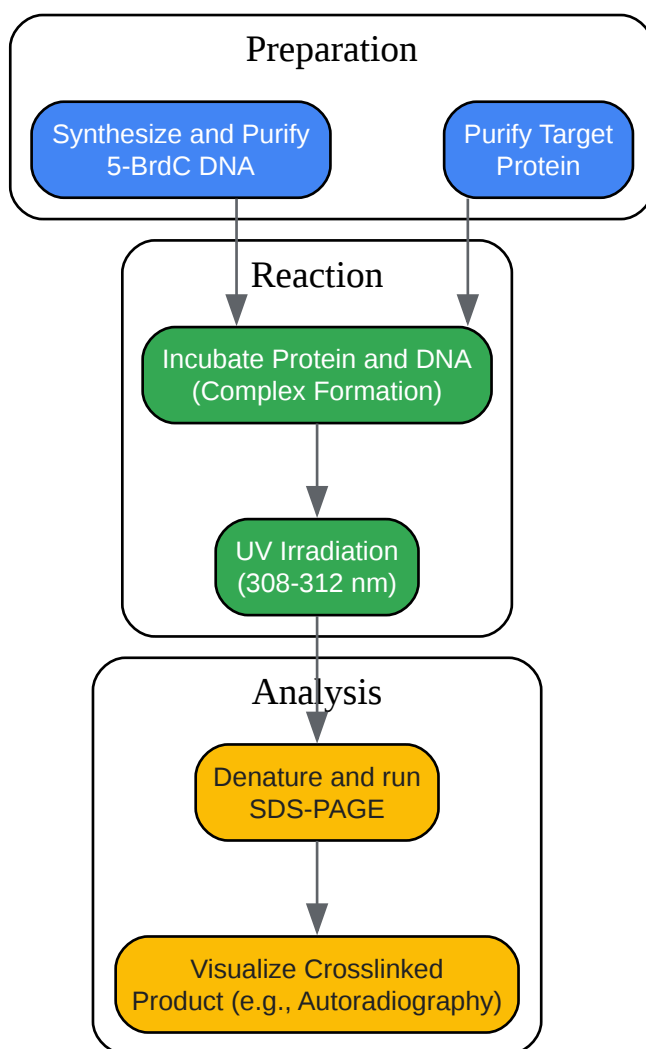 Preparation
Synthesize and Purify
5-BrdC DNA
Purify Target
Protein
Reaction
Incubate Protein and DNA
(Complex Formation)
UV Irradiation
(308-312 nm)
Analysis
Denature and run
SDS-PAGE
Visualize Crosslinked
Product (e.g., Autoradiography)